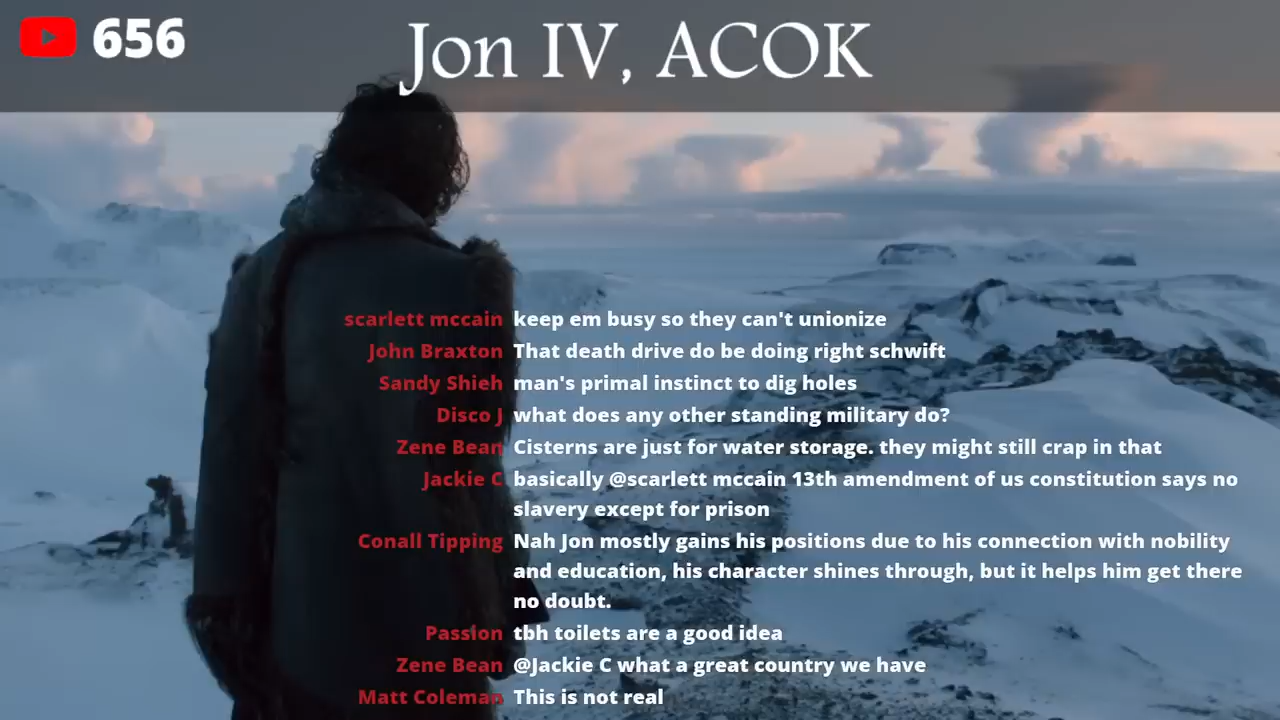 656
Jon IV, ACOK
scarlett mccain keep em busy so they can't unionize
John Braxton That death drive do be doing right schwift
Sandy Shieh man's primal instinct to dig holes
Disco J what does any other standing military do?
Zene Bean Cisterns are just for water storage. they might still crap in that
Jackie C basically @scarlett mccain 13th amendment of us constitution says no
slavery except for prison
Conall Tipping Nah Jon mostly gains his positions due to his connection with nobility
and education, his character shines through, but it helps him get there
no doubt.
Passion tbh toilets are a good idea
Zene Bean @Jackie C what a great country we have
Matt Coleman This is not real